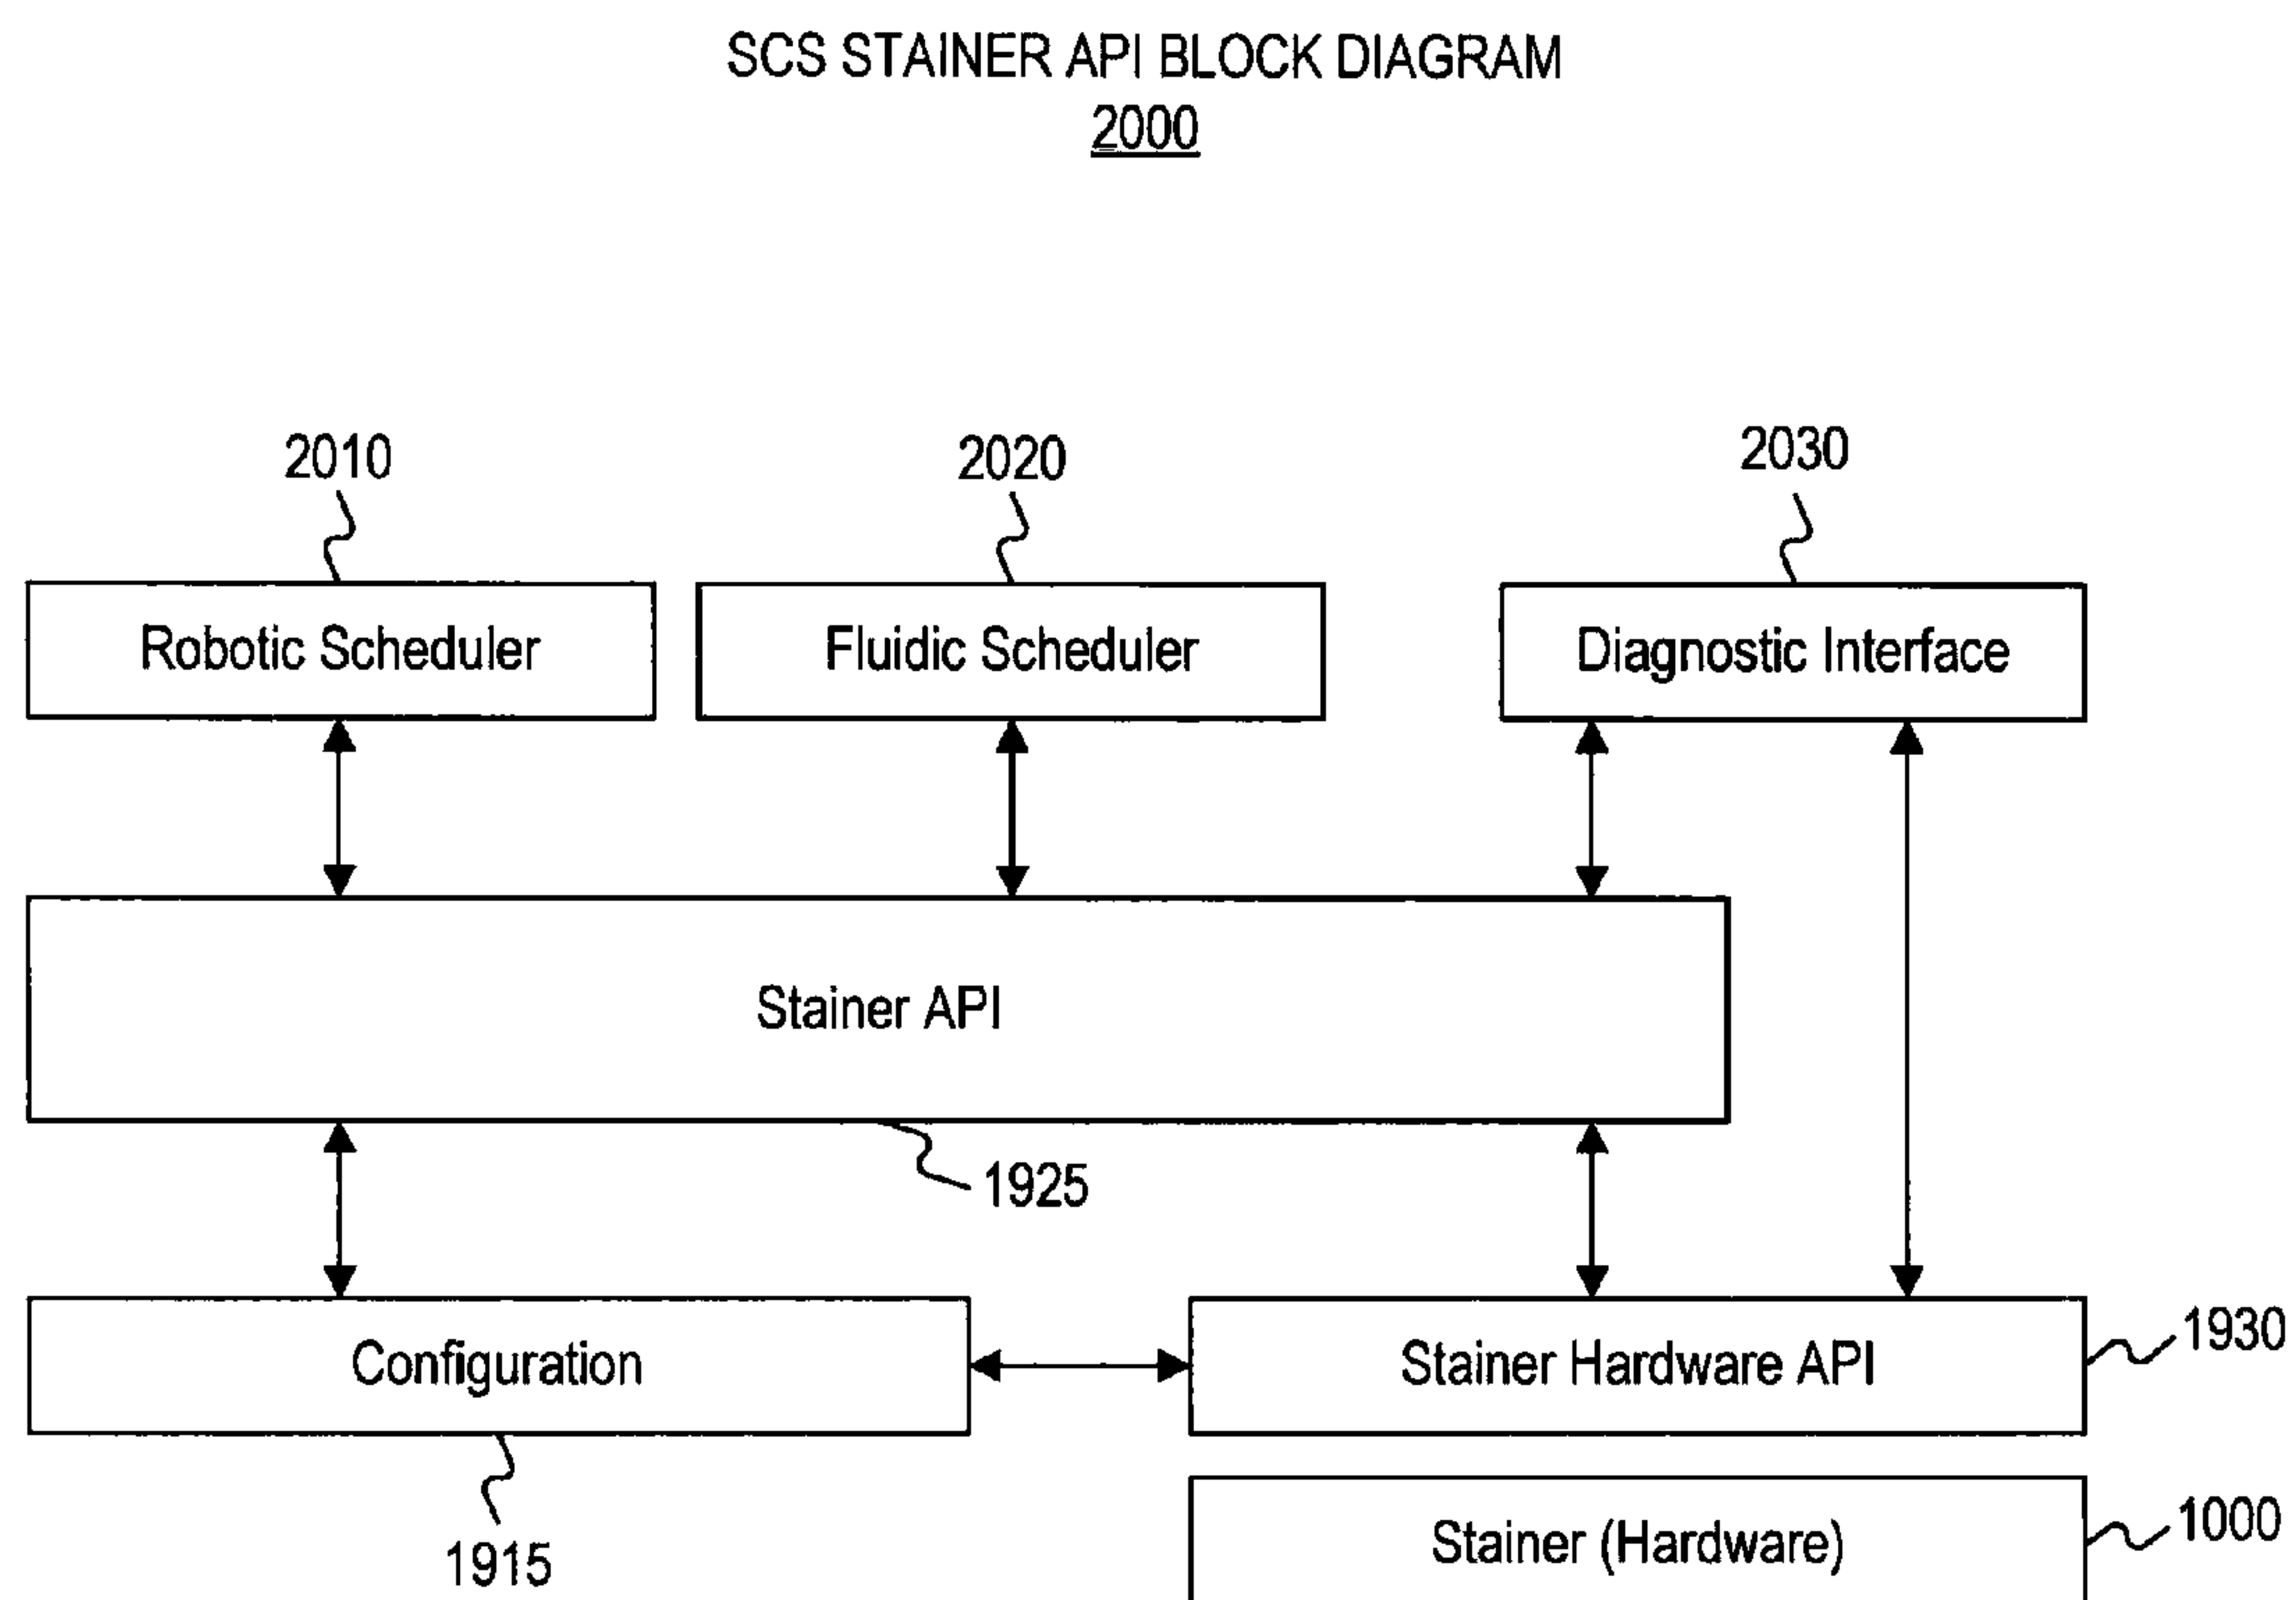 SCS STAINER API BLOCK DIAGRAM
2000
2010
2020
2030
Robotic Scheduler
Fluidic Scheduler
Diagnostic Interface
Stainer API
1925
Configuration
Stainer Hardware API
1930
1915
Stainer (Hardware)
1000